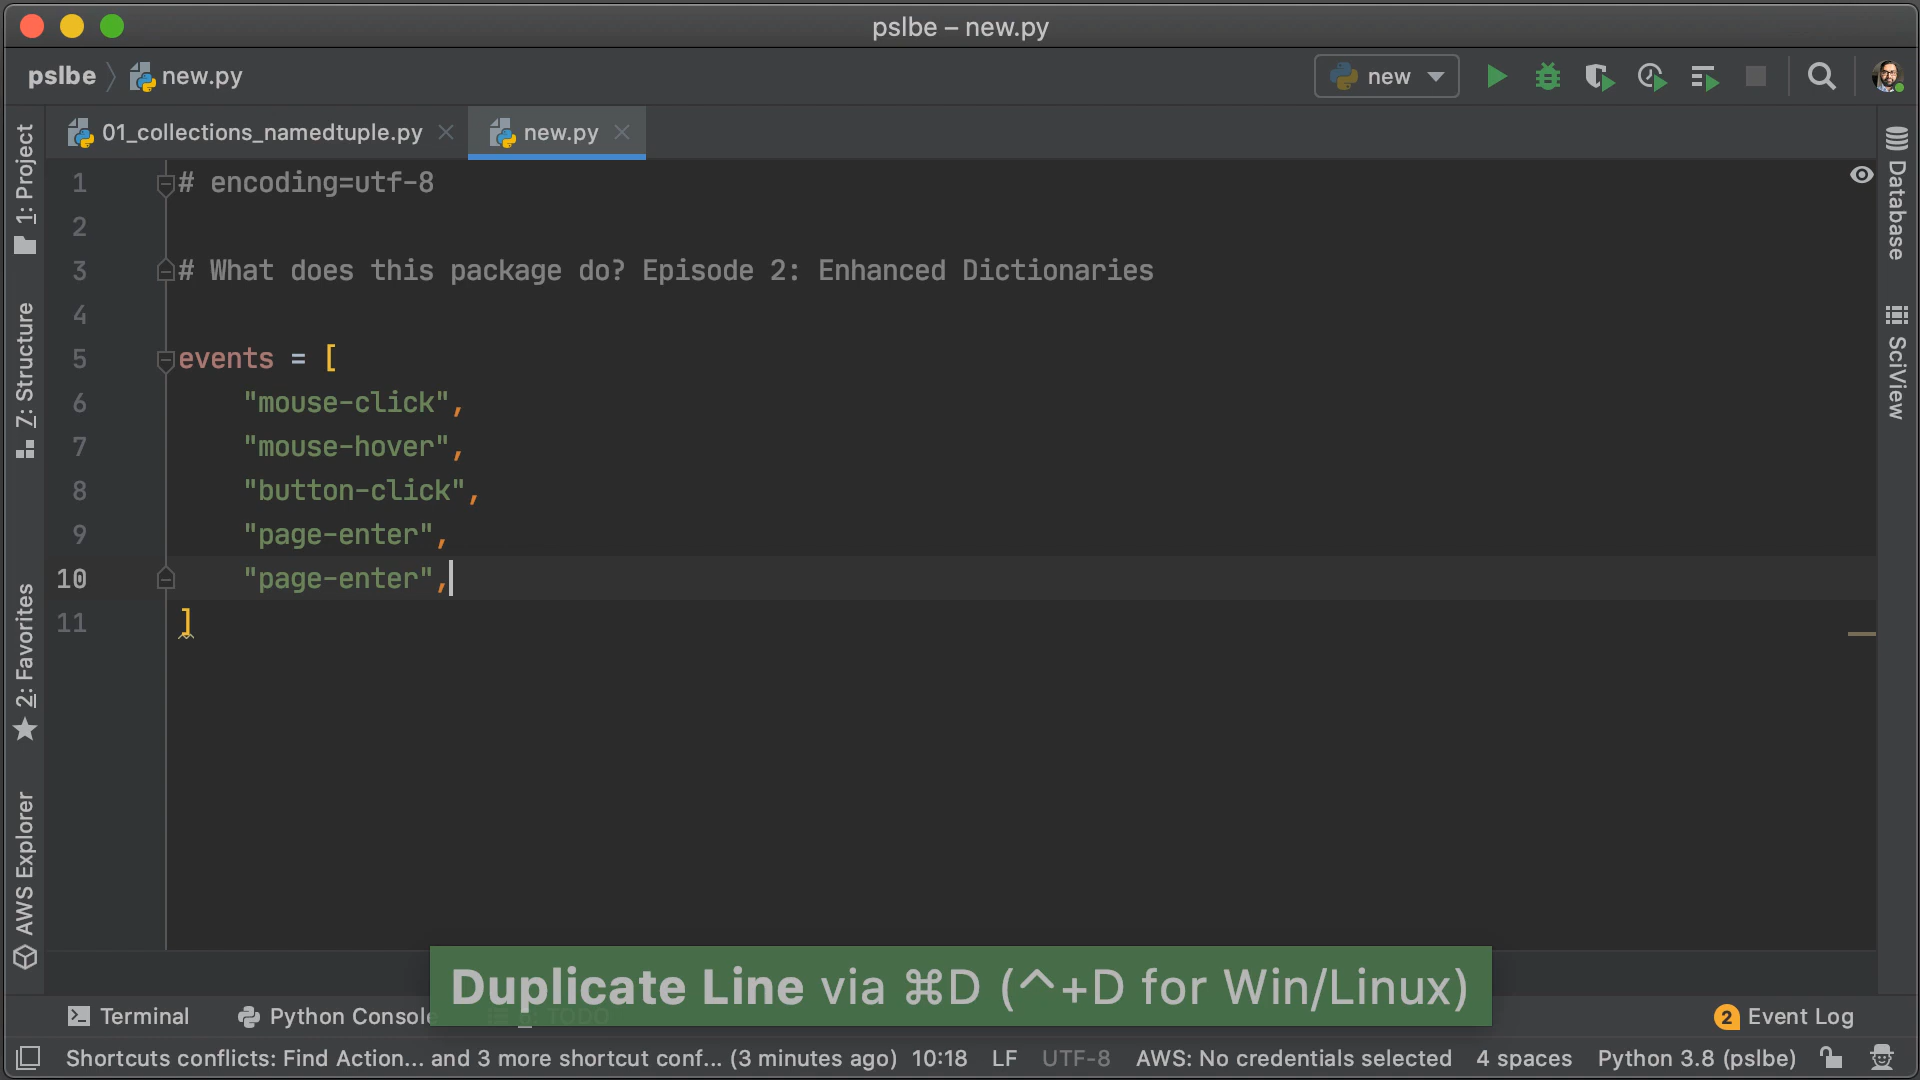 pslbe – new.py
pslbe new.py
new
01_collections_namedtuple.py new.py
1: Project
7: Structure
2: Favorites
AWS Explorer
1 # encoding=utf-8
2
3 # What does this package do? Episode 2: Enhanced Dictionaries
4
5 events = [
6 "mouse-click",
7 "mouse-hover",
8 "button-click",
9 "page-enter",
10 "page-enter",
11 ]
Database
SciView
Duplicate Line via ⌘D (^+D for Win/Linux)
Terminal Python Console 6: TODO 2 Event Log
Shortcuts conflicts: Find Action... and 3 more shortcut conf... (3 minutes ago) 10:18 LF UTF-8 AWS: No credentials selected 4 spaces Python 3.8 (pslbe)